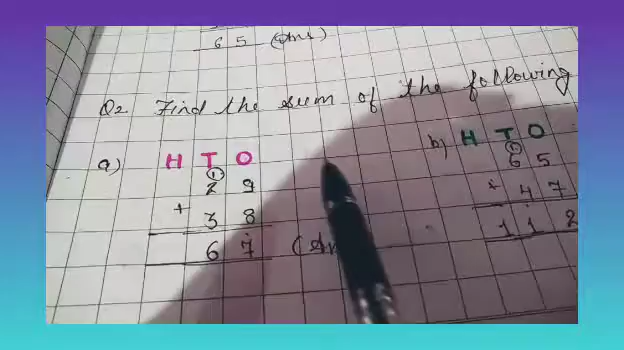 65 (Ans)
Q2 Find the sum of the following
a) H T O
1
2 9
+ 3 8
6 7 (An
b) H T O
1
6 5
+ 4 7
1 1 2